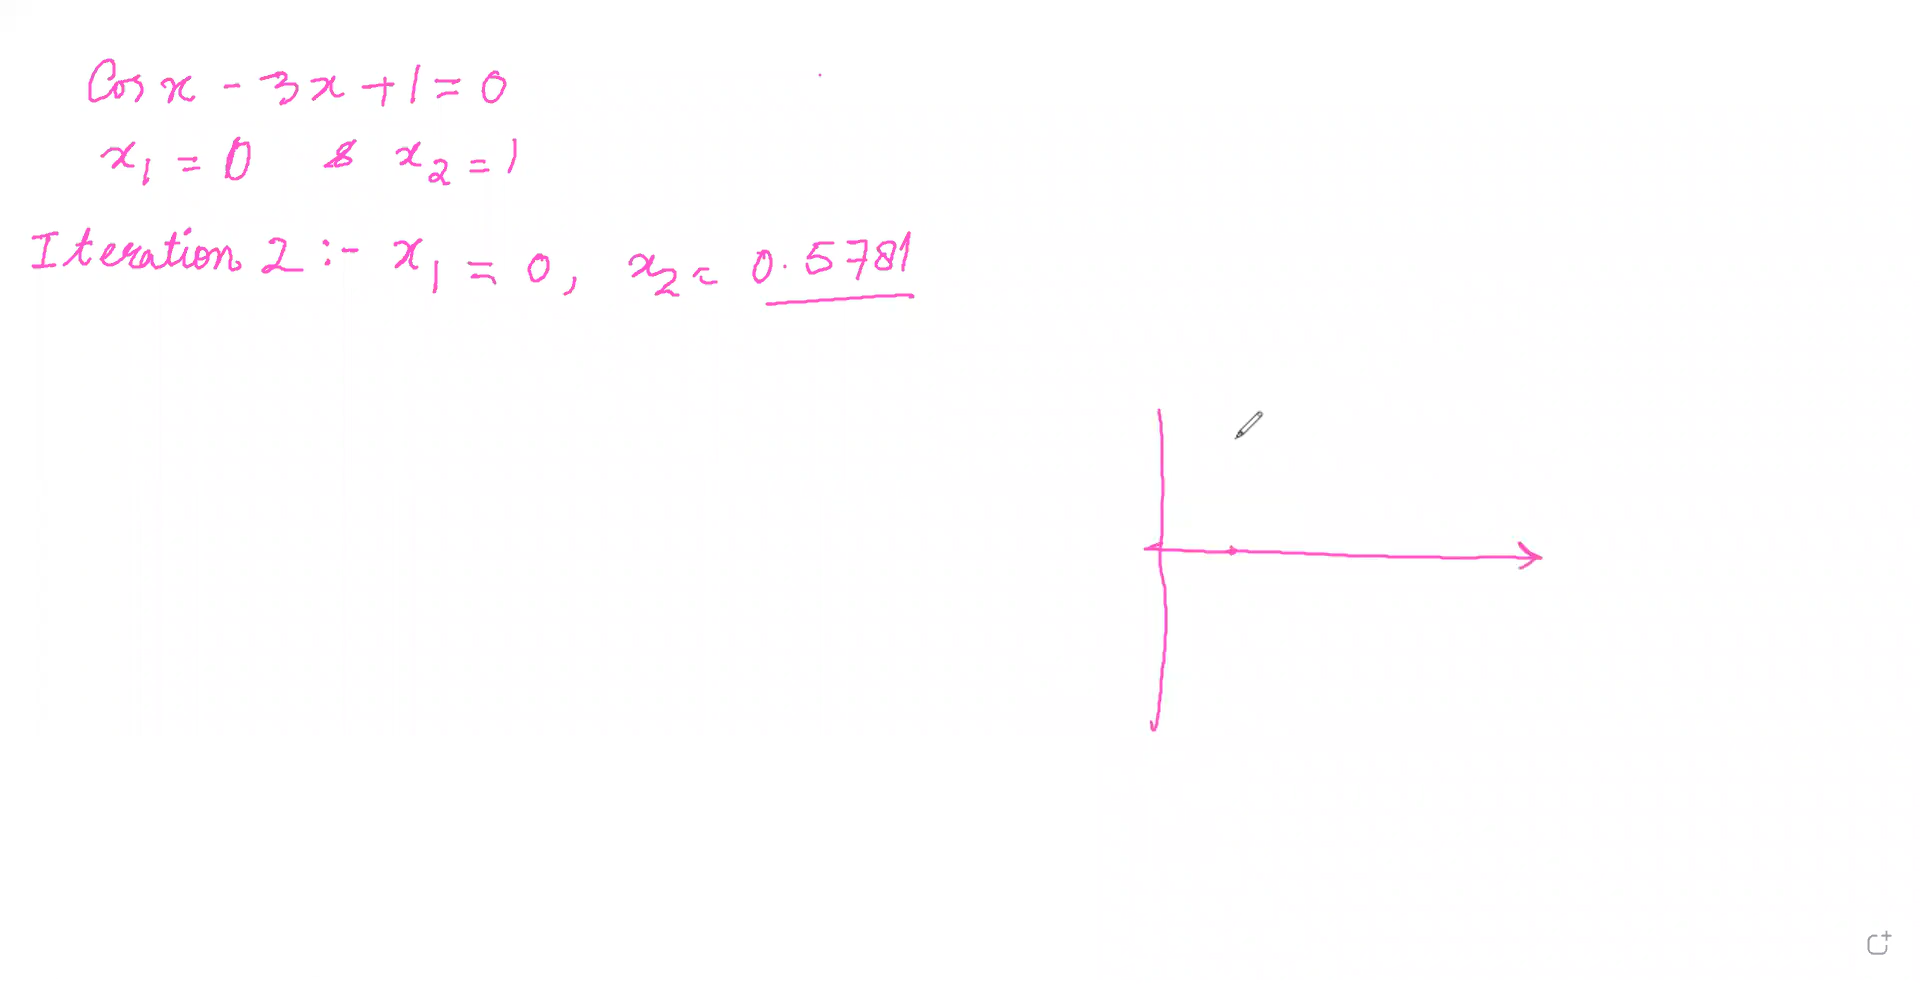 Cos x - 3x + 1 = 0
x₁ = 0 & x₂ = 1
Iteration 2 :- x₁ = 0, x₂ = 0.5781